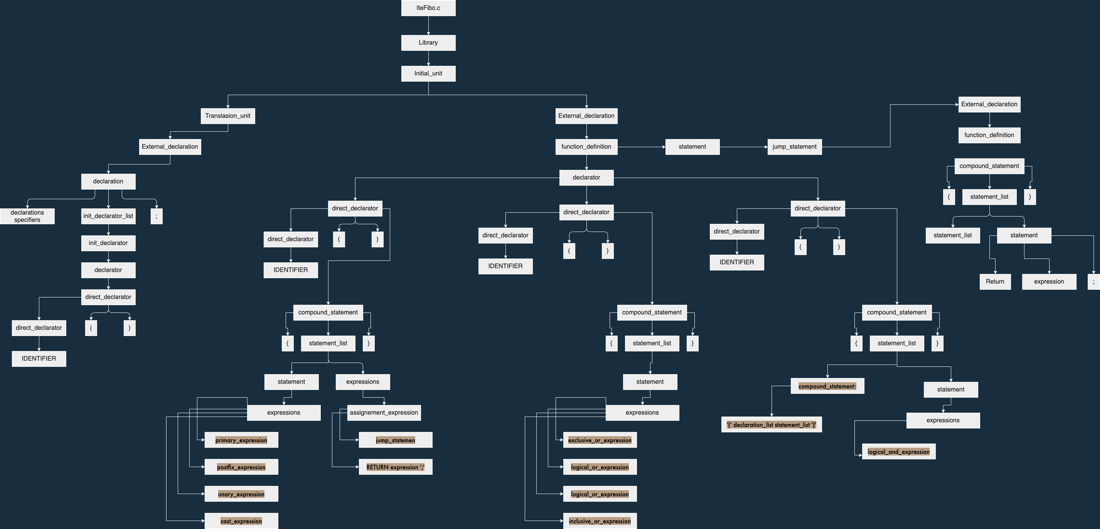 IteFibo.c
Library
Initial_unit
Translasion_unit
External_declaration
External_declaration
External_declaration
function_definition
statement
jump_statement
function_definition
declaration
declarator
compound_statement
declarations
specifiers
init_declarator_list
;
direct_declarator
direct_declarator
direct_declarator
{
statement_list
}
init_declarator
direct_declarator
(
)
direct_declarator
(
)
direct_declarator
(
)
statement_list
statement
declarator
IDENTIFIER
IDENTIFIER
IDENTIFIER
Return
expression
;
direct_declarator
direct_declarator
(
)
compound_statement
compound_statement
compound_statement
IDENTIFIER
{
statement_list
}
{
statement_list
}
{
statement_list
}
statement
expressions
statement
compound_statement:
statement
expressions
assignement_expression
expressions
'{' declaration_list statement_list '}'
expressions
primary_expression
jump_statemen
exclusive_or_expression
logical_and_expression
postfix_expression
RETURN expression ';'
logical_or_expression
unary_expression
logical_or_expression
cast_expression
inclusive_or_expression